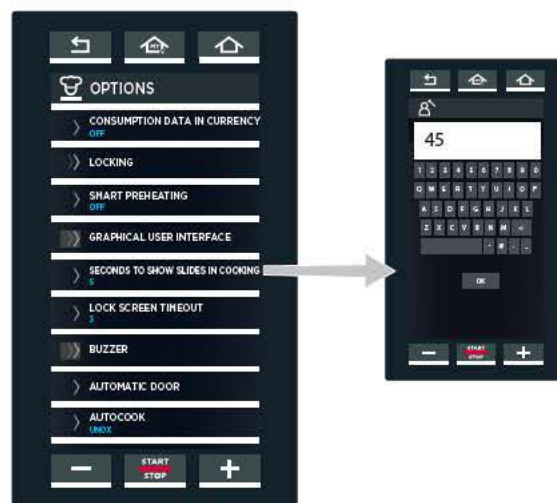 MY
OPTIONS
CONSUMPTION DATA IN CURRENCY
OFF
LOCKING
SMART PREHEATING
OFF
GRAPHICAL USER INTERFACE
SECONDS TO SHOW SLIDES IN COOKING
5
LOCK SCREEN TIMEOUT
3
BUZZER
AUTOMATIC DOOR
AUTOCOOK
UNOX
START
STOP
45
1 2 3 4 5 6 7 8 9 0
Q W E R T Y U I O P
A S D F G H J K L
Z X C V B N M
- @ . _
OK
START
STOP